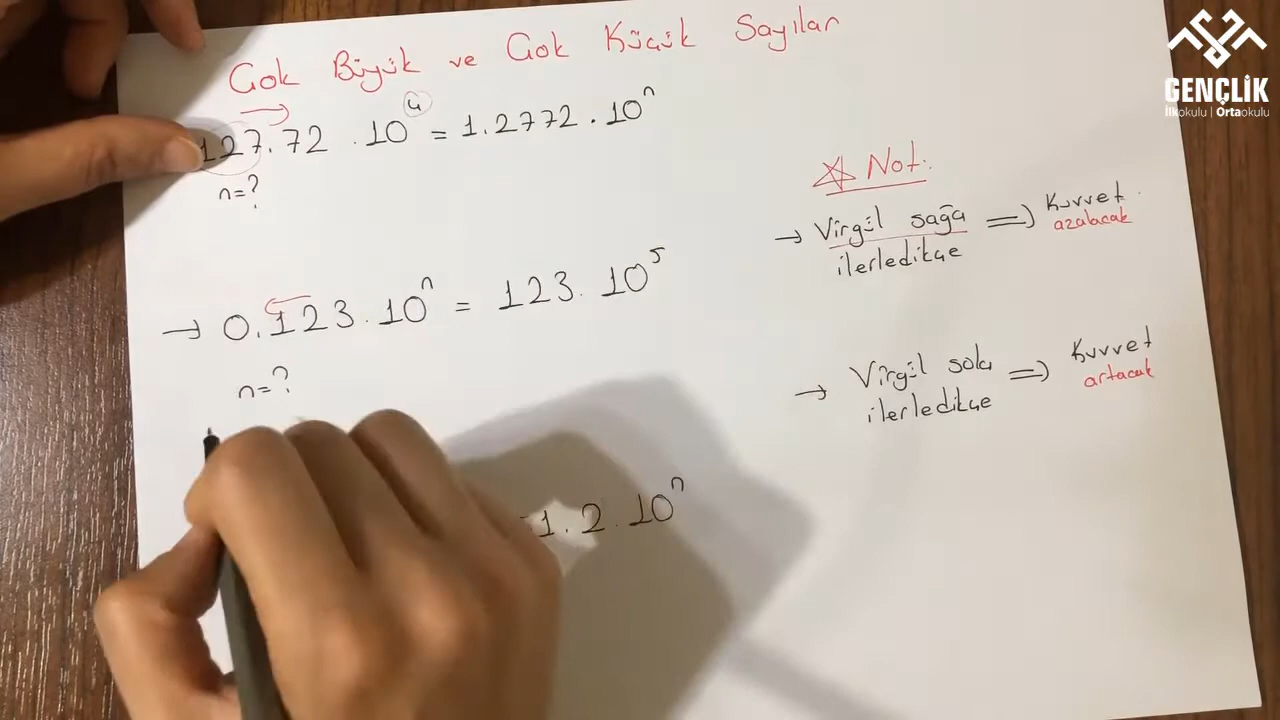 Çok Büyük ve Çok Küçük Sayılar
127.72 . 10⁴ = 1.2772 . 10ⁿ
n=?
→ 0.123 . 10ⁿ = 123 . 10⁵
n=?
1.2 . 10ⁿ
Not:
→ Virgül sağa ⇒ Kuvvet
ilerledikçe azalacak
→ Virgül sola ⇒ Kuvvet
ilerledikçe artacak
GENÇLİK
İlkokulu | Ortaokulu